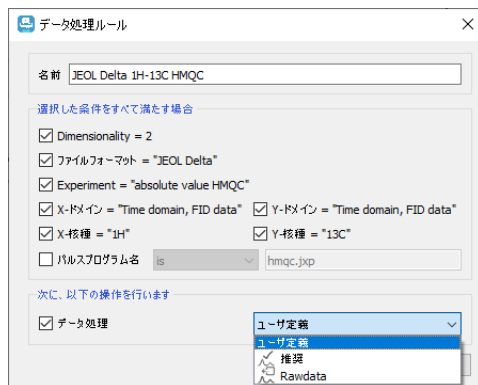 データ処理ルール
名前 JEOL Delta 1H-13C HMQC
選択した条件をすべて満たす場合
Dimensionality = 2
ファイルフォーマット = "JEOL Delta"
Experiment = "absolute value HMQC"
X-ドメイン = "Time domain, FID data" Y-ドメイン = "Time domain, FID data"
X-核種 = "1H" Y-核種 = "13C"
パルスプログラム名 is hmqc.jxp
次に、以下の操作を行います
データ処理 ユーザ定義
ユーザ定義
推奨
Rawdata